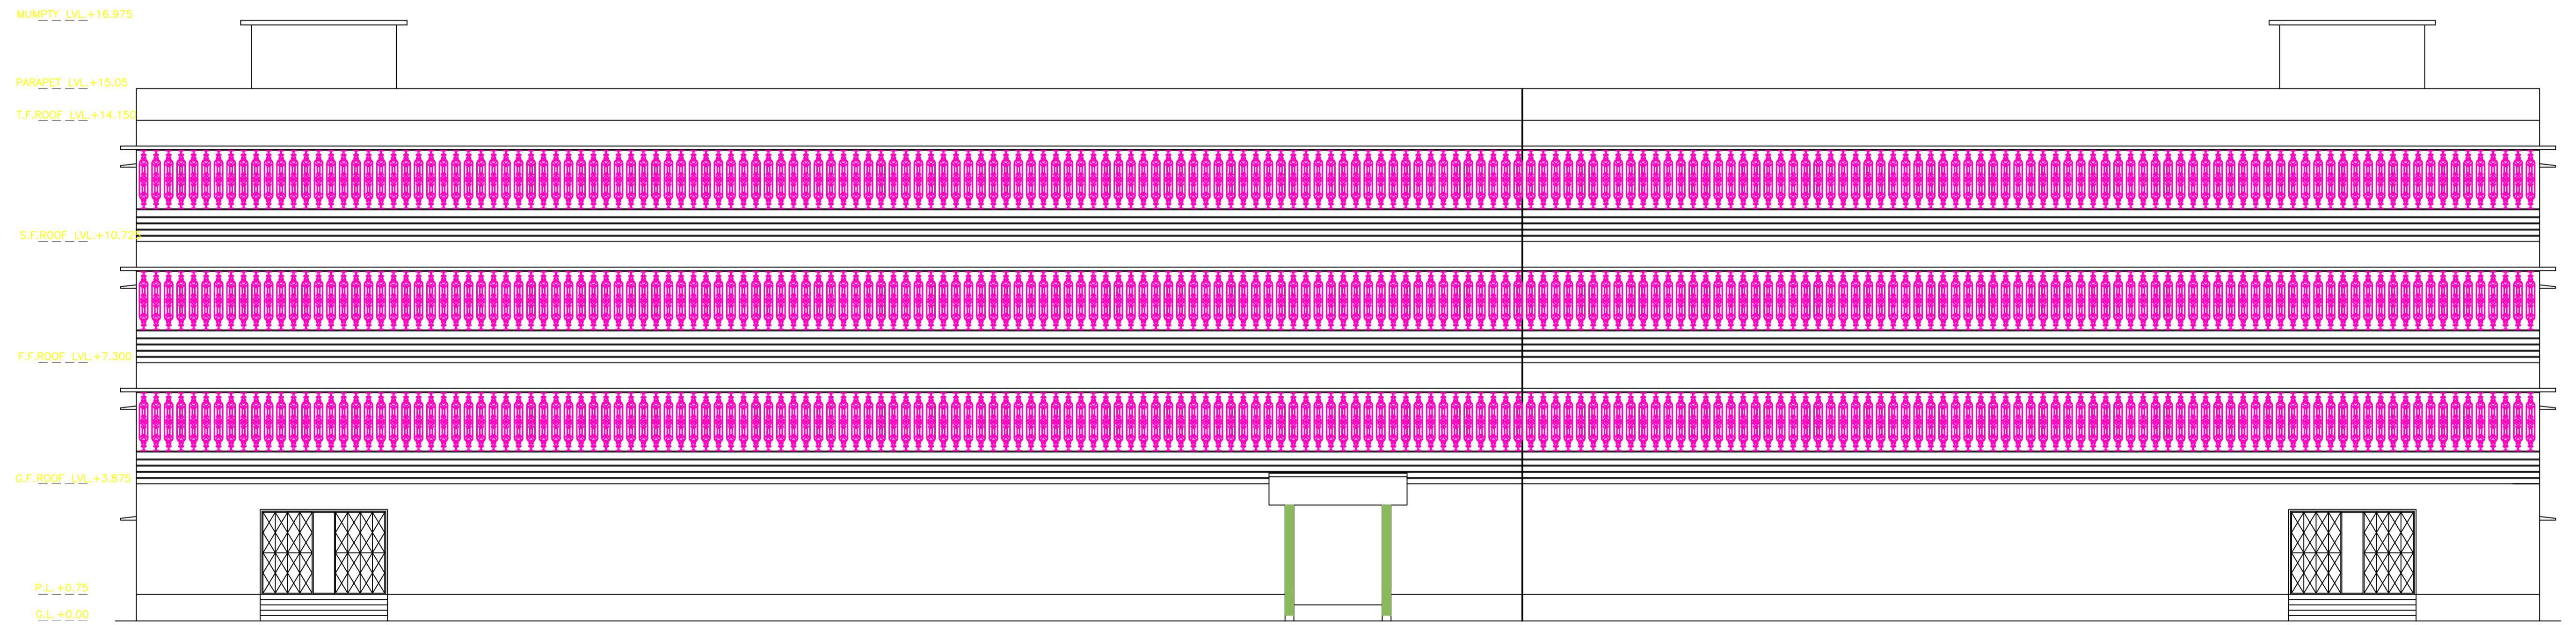 MUMPTY LVL.+16.975
PARAPET LVL.+15.05
T.F.ROOF LVL.+14.150
S.F.ROOF LVL.+10.725
F.F.ROOF LVL.+7.300
G.F.ROOF LVL.+3.875
P.L.+0.75
G.L.+0.00